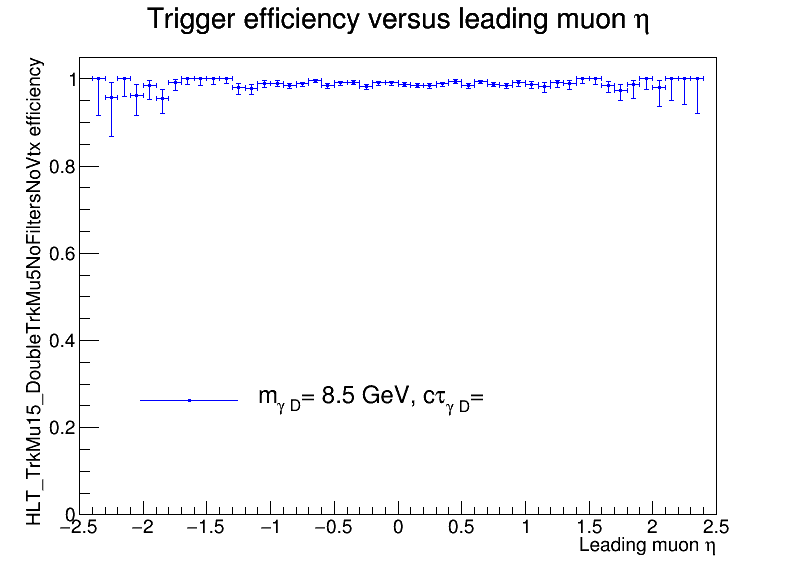 Trigger efficiency versus leading muon η
HLT_TrkMu15_DoubleTrkMu5NoFiltersNoVtx efficiency
1
0.8
0.6
0.4
0.2
0
m_γ D= 8.5 GeV, cτ_γ D=
−2.5 −2 −1.5 −1 −0.5 0 0.5 1 1.5 2 2.5
Leading muon η